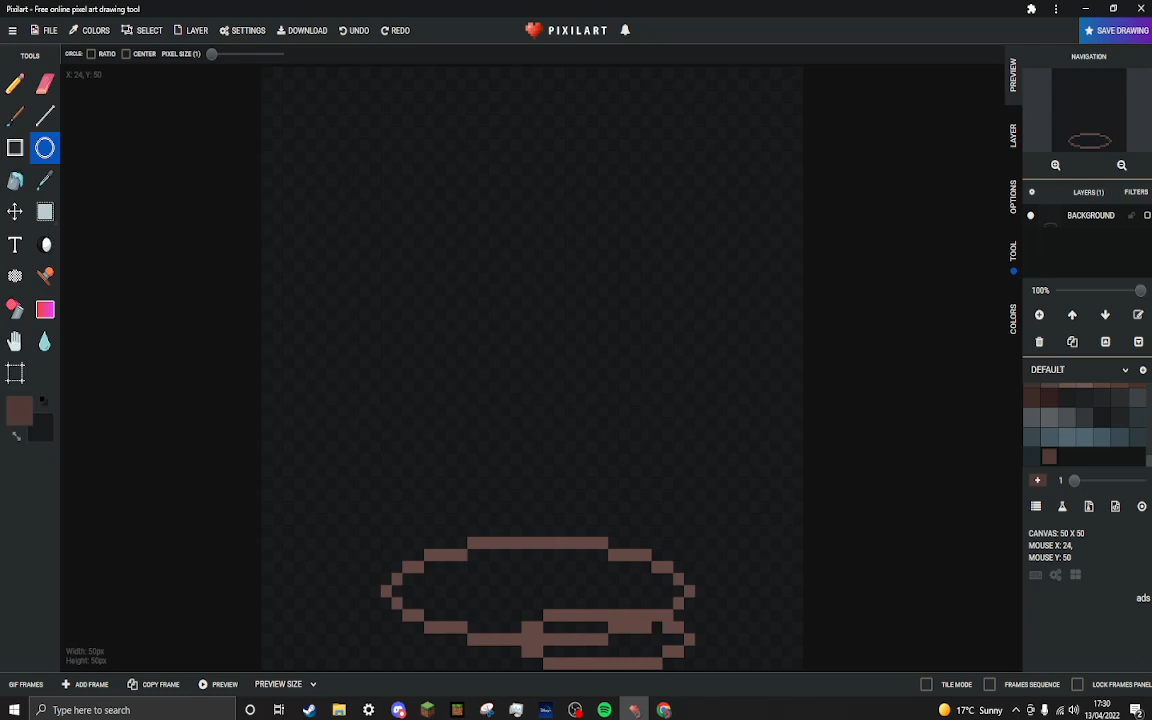 Pixilart - Free online pixel art drawing tool
FILE COLORS SELECT LAYER SETTINGS DOWNLOAD UNDO REDO PIXILART SAVE DRAWING
TOOLS CIRCLE: RATIO CENTER PIXEL SIZE (1) NAVIGATION
X: 24, Y: 50
PREVIEW
LAYER
OPTIONS
TOOL
COLORS
LAYERS (1) FILTERS
BACKGROUND
100%
DEFAULT
1
CANVAS: 50 X 50
MOUSE X: 24,
MOUSE Y: 50
ads
Width: 50px
Height: 50px
GIF FRAMES ADD FRAME COPY FRAME PREVIEW PREVIEW SIZE TILE MODE FRAMES SEQUENCE LOCK FRAMES PANEL
Type here to search 17°C Sunny 17:30
13/04/2022